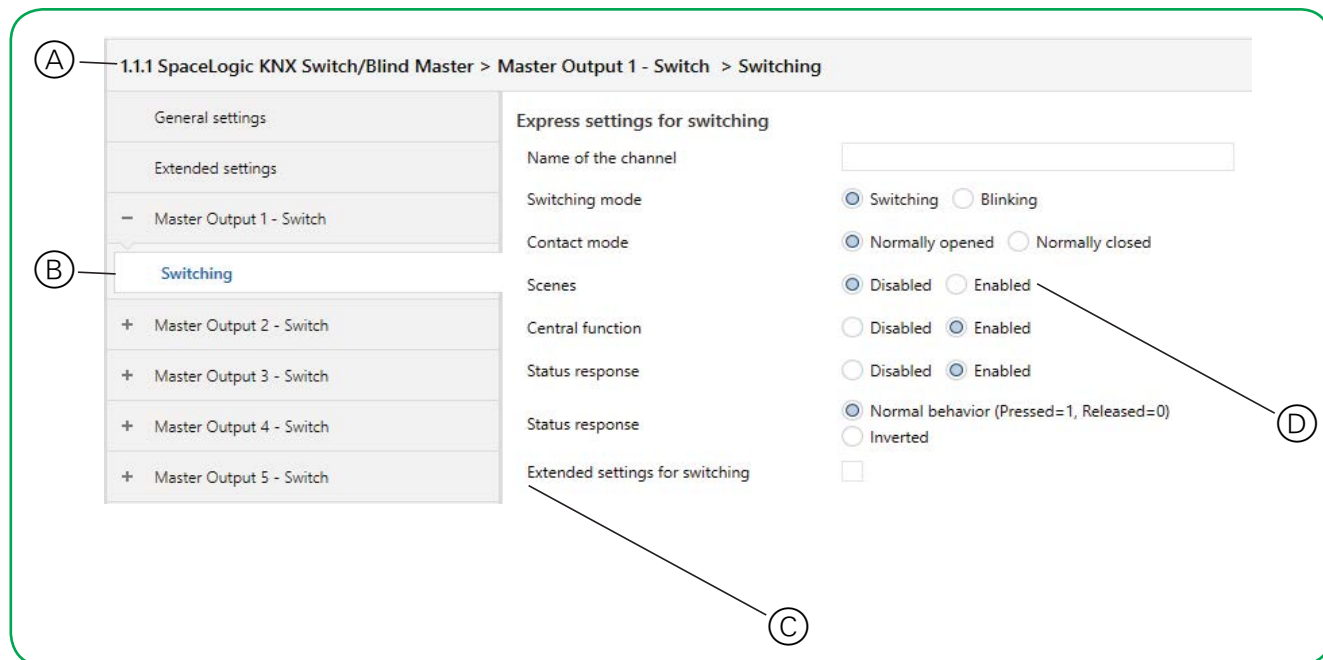 A
1.1.1 SpaceLogic KNX Switch/Blind Master > Master Output 1 - Switch > Switching
General settings
Extended settings
− Master Output 1 - Switch
B
Switching
+ Master Output 2 - Switch
+ Master Output 3 - Switch
+ Master Output 4 - Switch
+ Master Output 5 - Switch
Express settings for switching
Name of the channel
Switching mode Switching Blinking
Contact mode Normally opened Normally closed
Scenes Disabled Enabled
Central function Disabled Enabled
Status response Disabled Enabled
Status response Normal behavior (Pressed=1, Released=0)
Inverted
Extended settings for switching
D
C